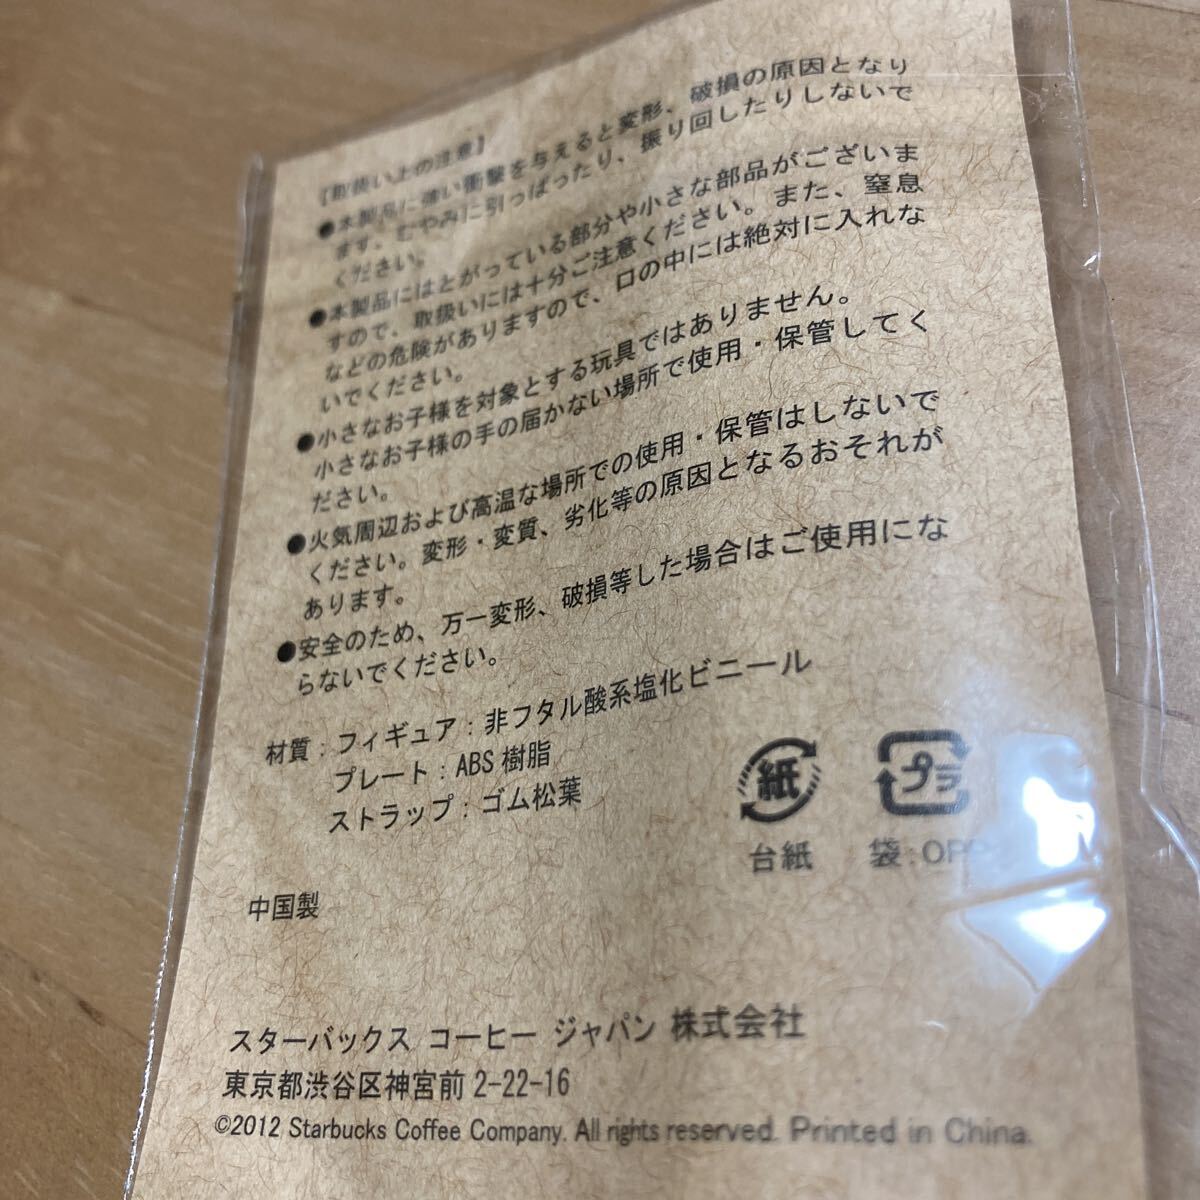 【取扱い上の注意】
●本製品に強い衝撃を与えると変形、破損の原因となり
ます。むやみに引っぱったり、振り回したりしないで
ください。
●本製品にはとがっている部分や小さな部品がございま
すので、取扱いには十分ご注意ください。また、窒息
などの危険がありますので、口の中には絶対に入れな
いでください。
●小さなお子様を対象とする玩具ではありません。
小さなお子様の手の届かない場所で使用・保管してく
ださい。
●火気周辺および高温な場所での使用・保管はしないで
ください。変形・変質、劣化等の原因となるおそれが
あります。
●安全のため、万一変形、破損等した場合はご使用にな
らないでください。
材質：フィギュア：非フタル酸系塩化ビニール
プレート：ABS樹脂
ストラップ：ゴム松葉
紙 プラ
台紙 袋：OPP
中国製
スターバックス コーヒー ジャパン 株式会社
東京都渋谷区神宮前 2-22-16
©2012 Starbucks Coffee Company. All rights reserved. Printed in China.